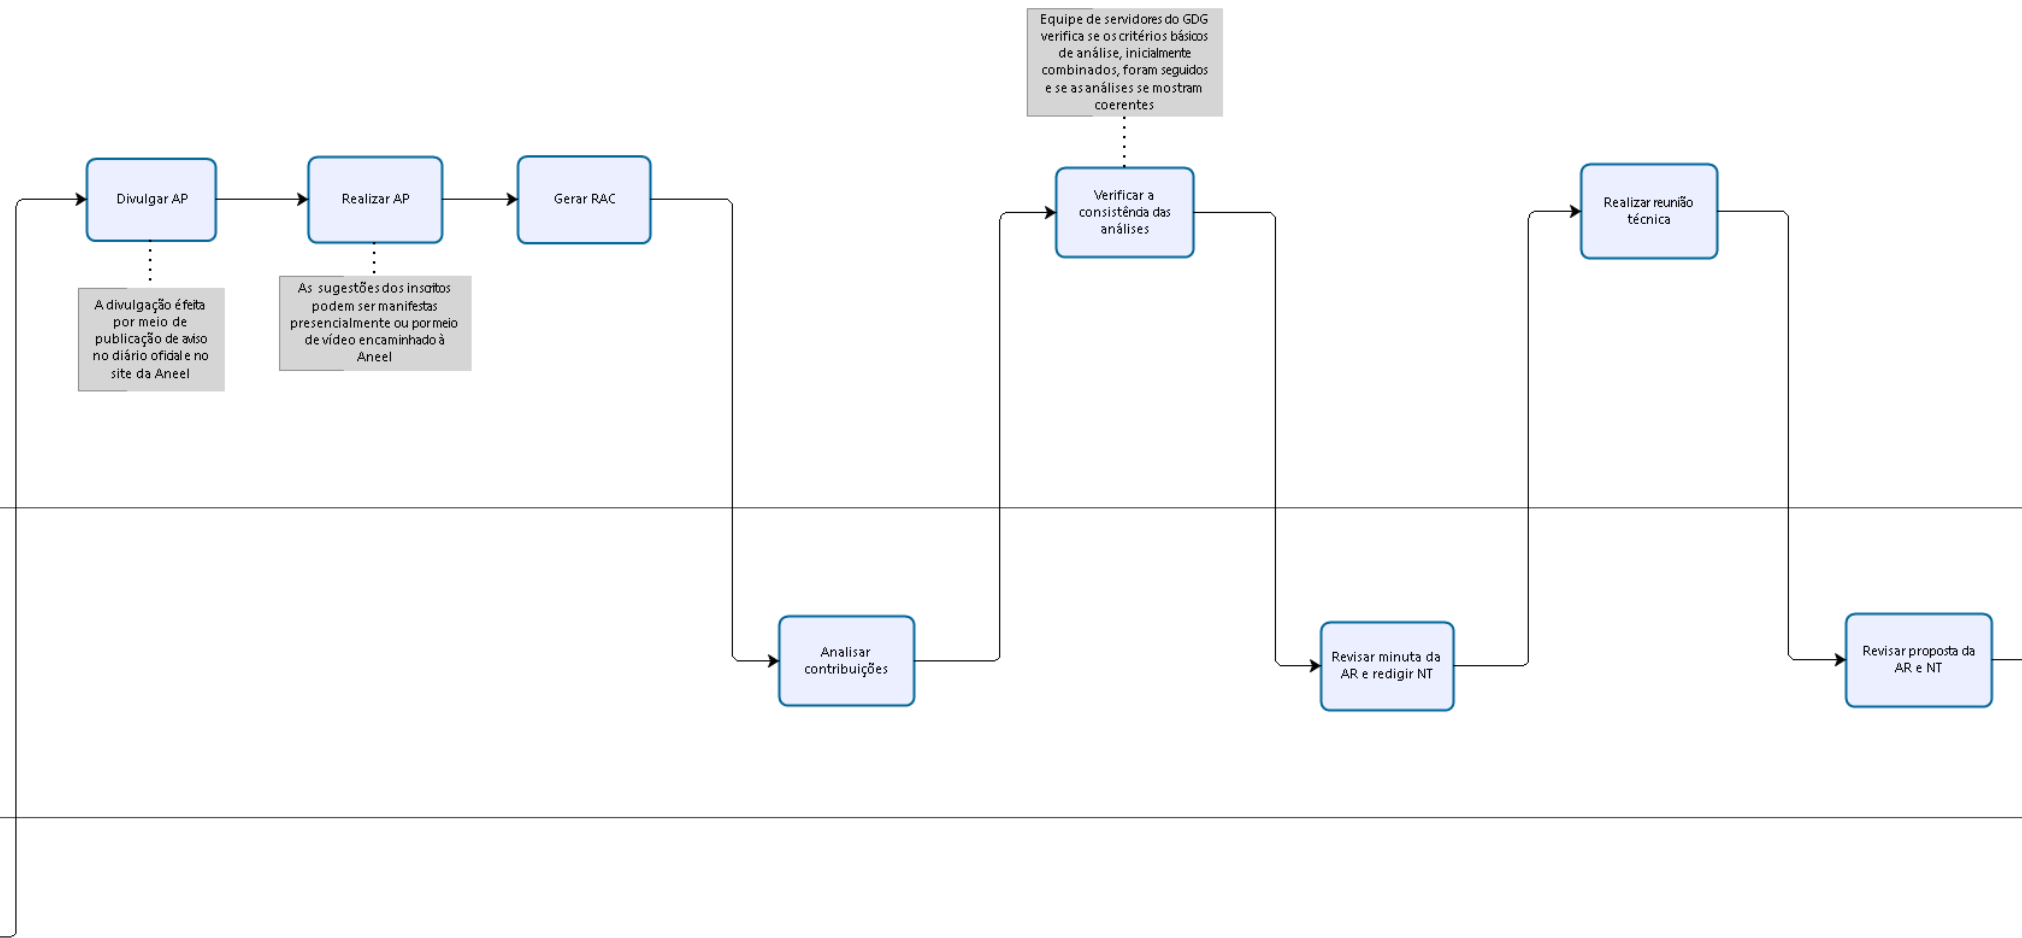 Equipe de servidores do GDG
verifica se os critérios básicos
de análise, inicialmente
combinados, foram seguidos
e se as análises se mostram
coerentes
Divulgar AP
Realizar AP
Gerar RAC
Verificar a
consistência das
análises
Realizar reunião
técnica
A divulgação é feita
por meio de
publicação de aviso
no diário oficial e no
site da Aneel
As sugestões dos inscritos
podem ser manifestas
presencialmente ou por meio
de vídeo encaminhado à
Aneel
Analisar
contribuições
Revisar minuta da
AR e redigir NT
Revisar proposta da
AR e NT